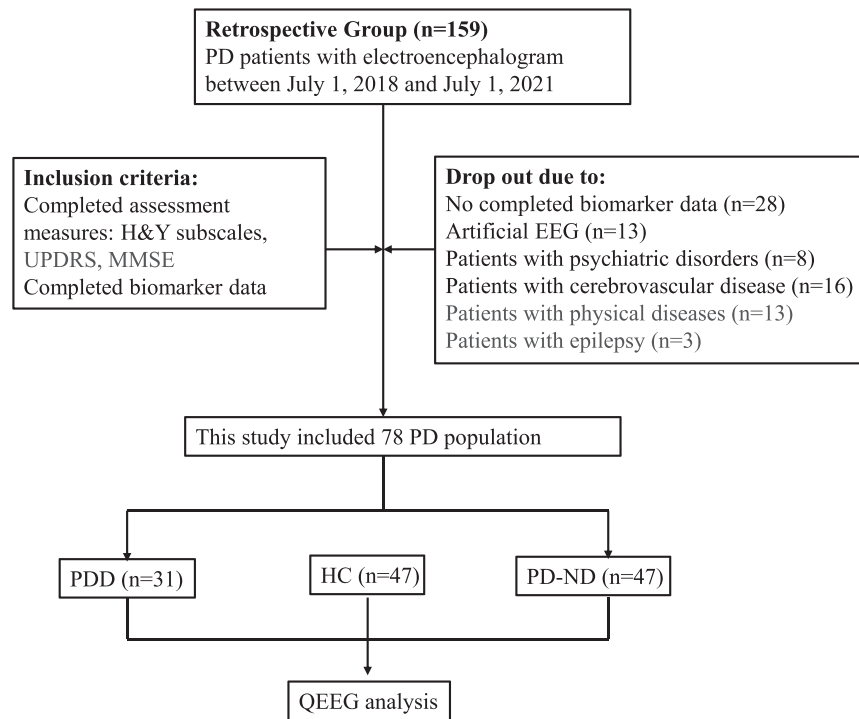 Retrospective Group (n=159)
PD patients with electroencephalogram
between July 1, 2018 and July 1, 2021
Inclusion criteria:
Completed assessment
measures: H&Y subscales,
UPDRS, MMSE
Completed biomarker data
Drop out due to:
No completed biomarker data (n=28)
Artificial EEG (n=13)
Patients with psychiatric disorders (n=8)
Patients with cerebrovascular disease (n=16)
Patients with physical diseases (n=13)
Patients with epilepsy (n=3)
This study included 78 PD population
PDD (n=31)
HC (n=47)
PD-ND (n=47)
QEEG analysis